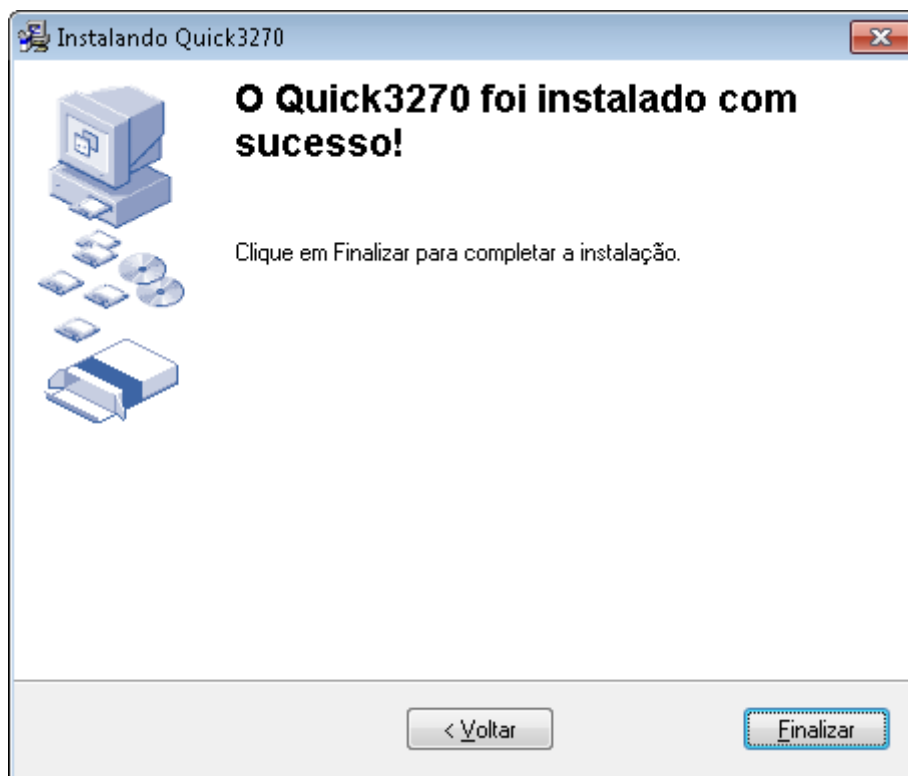 Instalando Quick3270
O Quick3270 foi instalado com
sucesso!
Clique em Finalizar para completar a instalação.
< Voltar
Finalizar